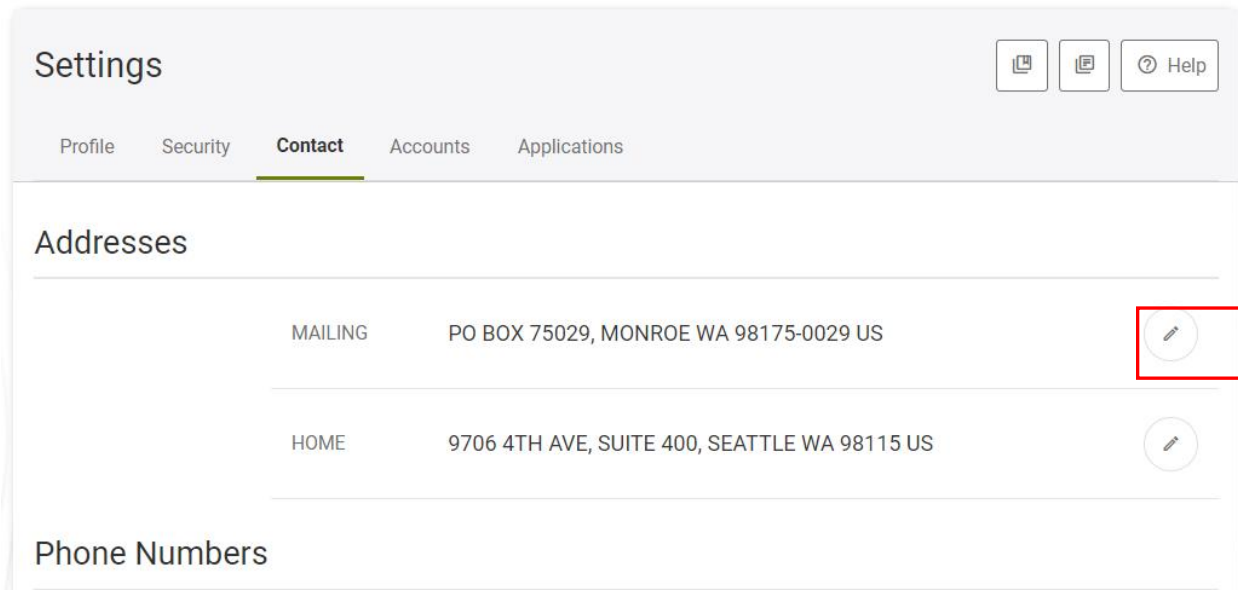 Settings
Help
Profile Security Contact Accounts Applications
Addresses
MAILING PO BOX 75029, MONROE WA 98175-0029 US
HOME 9706 4TH AVE, SUITE 400, SEATTLE WA 98115 US
Phone Numbers